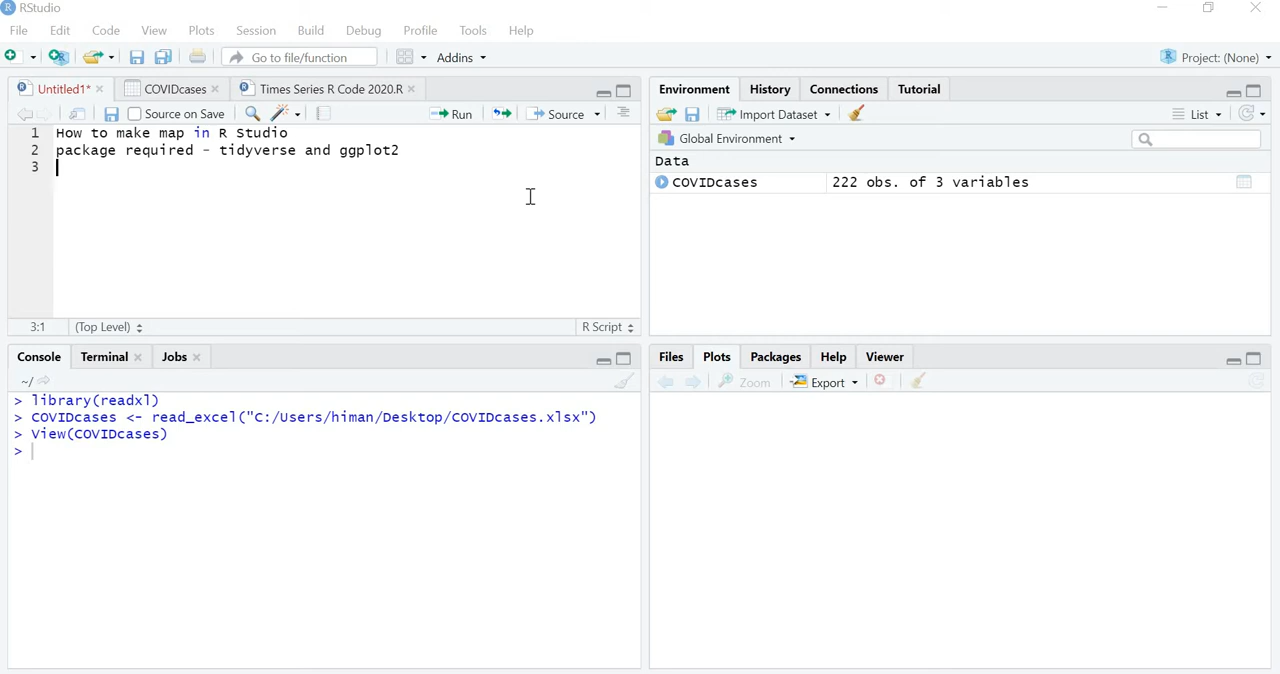 RStudio
File Edit Code View Plots Session Build Debug Profile Tools Help
Go to file/function Addins Project: (None)
Untitled1* COVIDcases Times Series R Code 2020.R
Source on Save Run Source
1 How to make map in R Studio
2 package required - tidyverse and ggplot2
3
3:1 (Top Level) R Script
Console Terminal Jobs
~/
> library(readxl)
> COVIDcases <- read_excel("C:/Users/himan/Desktop/COVIDcases.xlsx")
> View(COVIDcases)
>
Environment History Connections Tutorial
Import Dataset List
Global Environment
Data
COVIDcases 222 obs. of 3 variables
Files Plots Packages Help Viewer
Zoom Export